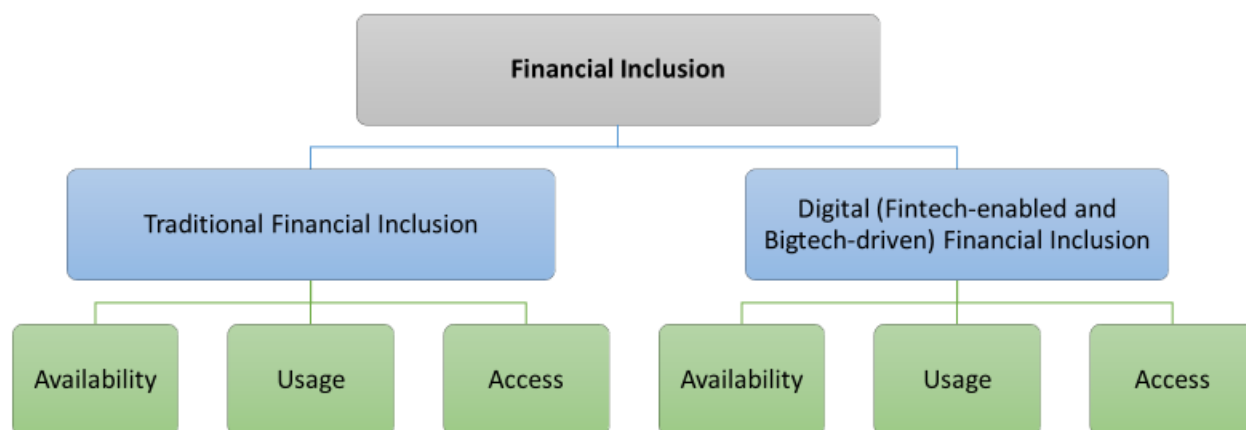 Financial Inclusion
Traditional Financial Inclusion
Digital (Fintech-enabled and
Bigtech-driven) Financial Inclusion
Availability
Usage
Access
Availability
Usage
Access